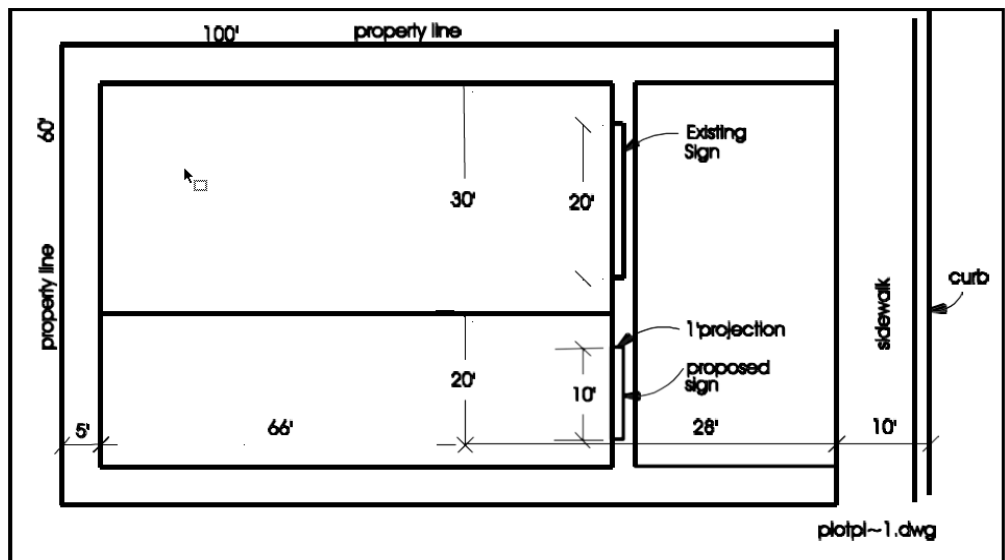 100'
property line
60'
property line
30'
20'
Existing
Sign
1'projection
proposed
sign
20'
10'
5'
66'
28'
10'
sidewalk
curb
plotpl~1.dwg